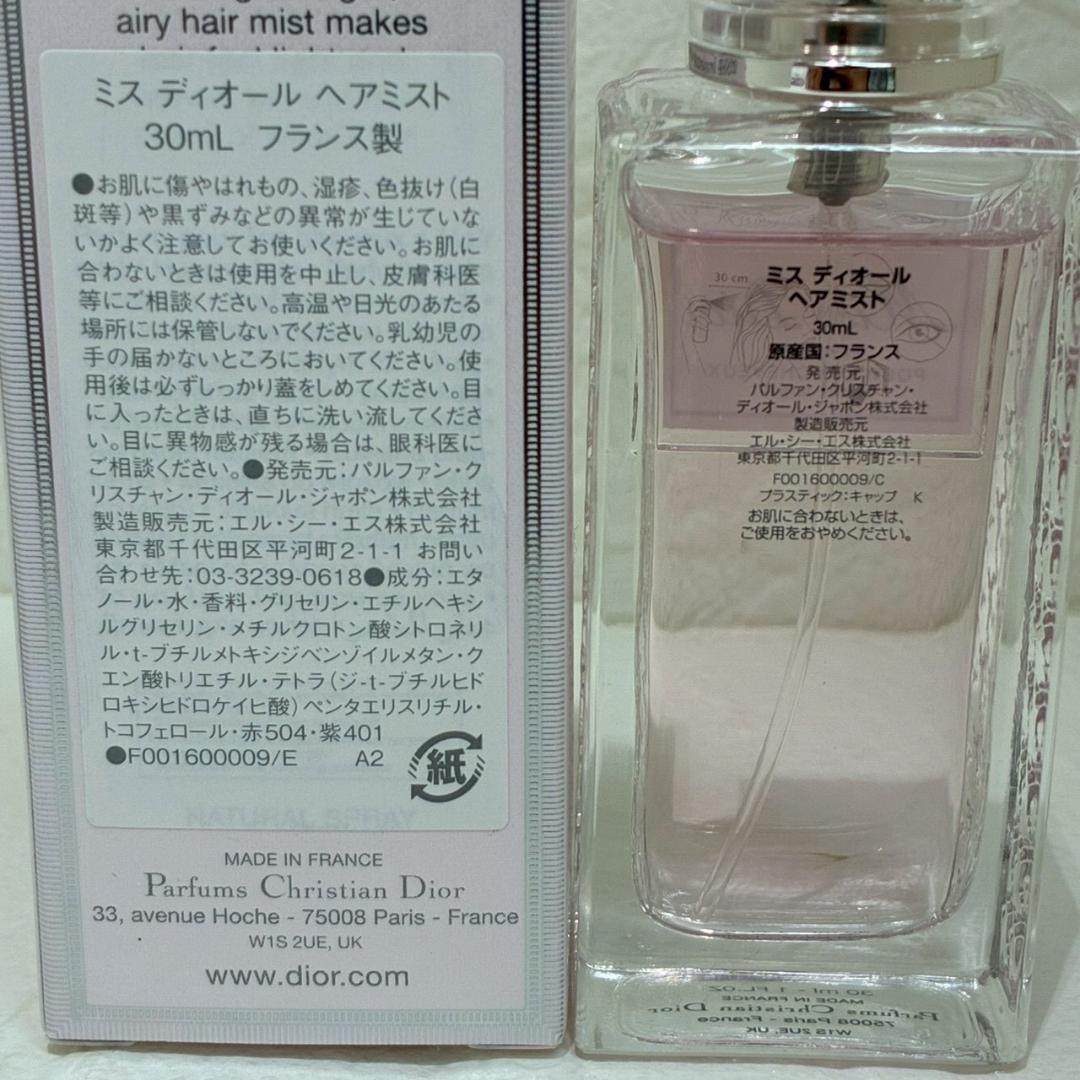 airy hair mist makes
ミス ディオール ヘアミスト
30mL フランス製
●お肌に傷やはれもの、湿疹、色抜け(白
斑等)や黒ずみなどの異常が生じていな
いかよく注意してお使いください。お肌に
合わないときは使用を中止し、皮膚科医
等にご相談ください。高温や日光のあたる
場所には保管しないでください。乳幼児の
手の届かないところにおいてください。使
用後は必ずしっかり蓋をしめてください。目
に入ったときは、直ちに洗い流してくださ
い。目に異物感が残る場合は、眼科医に
ご相談ください。●発売元:パルファン・ク
リスチャン・ディオール・ジャポン株式会社
製造販売元:エル・シー・エス株式会社
東京都千代田区平河町2-1-1 お問い
合わせ先:03-3239-0618●成分:エタ
ノール・水・香料・グリセリン・エチルヘキシ
ルグリセリン・メチルクロトン酸シトロネリ
ル・t-ブチルメトキシジベンゾイルメタン・ク
エン酸トリエチル・テトラ(ジ-t-ブチルヒド
ロキシヒドロケイヒ酸)ペンタエリスリチル・
トコフェロール・赤504・紫401
●F001600009/E A2
紙
NATURAL SPRAY
MADE IN FRANCE
Parfums Christian Dior
33, avenue Hoche - 75008 Paris - France
W1S 2UE, UK
www.dior.com
30 cm
ミス ディオール
ヘアミスト
30mL
原産国:フランス
発売元
パルファン・クリスチャン・
ディオール・ジャポン株式会社
製造販売元
エル・シー・エス株式会社
東京都千代田区平河町2-1-1
F001600009/C
プラスティック:キャップ K
お肌に合わないときは、
ご使用をおやめください。
30 ml - 1 FL.OZ
MADE IN FRANCE
Parfums Christian Dior
75008 Paris - France
W1S 2UE, UK